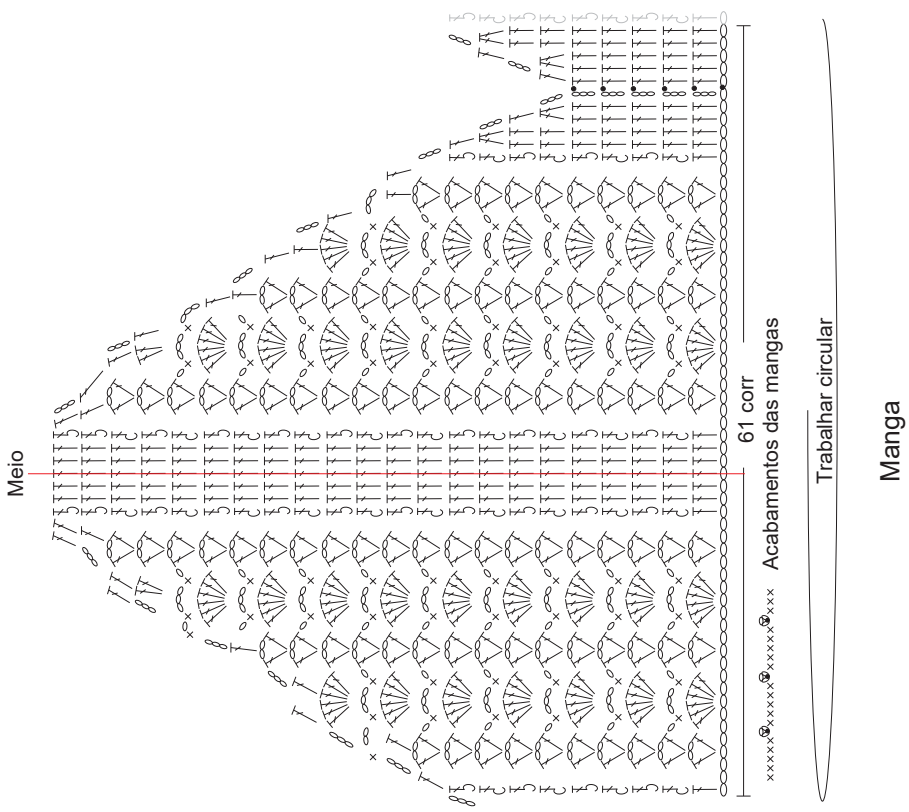 Meio
61 corr
Acabamentos das mangas
Trabalhar circular
Manga